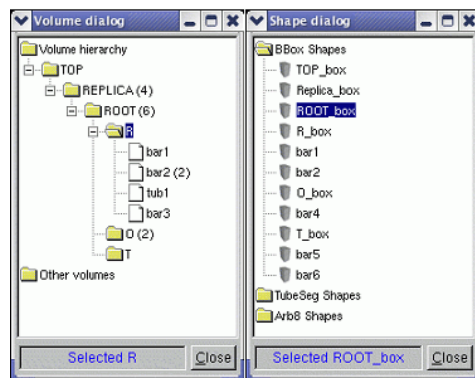 Volume dialog
Volume hierarchy
TOP
REPLICA (4)
ROOT (6)
R
bar1
bar2 (2)
tub1
bar3
O (2)
T
Other volumes
Selected R
Close
Shape dialog
BBox Shapes
TOP_box
Replica_box
ROOT_box
R_box
bar1
bar2
O_box
bar4
T_box
bar5
bar6
TubeSeg Shapes
Arb8 Shapes
Selected ROOT_box
Close